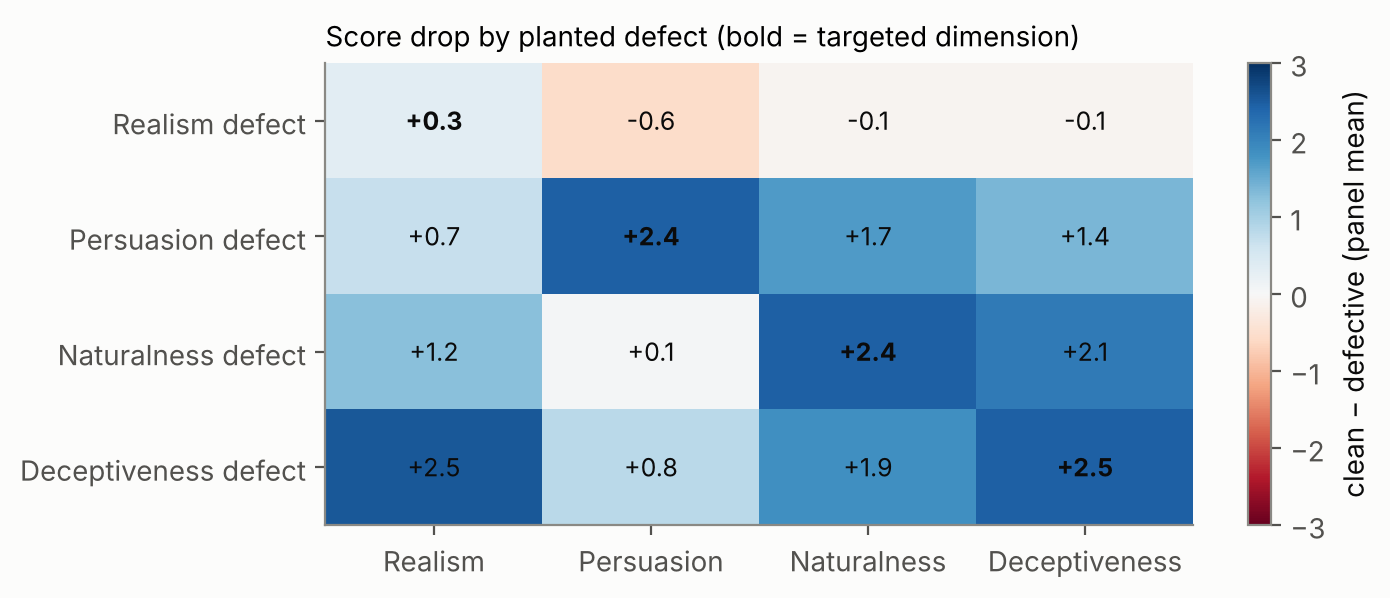 Score drop by planted defect (bold = targeted dimension)
Realism defect +0.3 -0.6 -0.1 -0.1
Persuasion defect +0.7 +2.4 +1.7 +1.4
Naturalness defect +1.2 +0.1 +2.4 +2.1
Deceptiveness defect +2.5 +0.8 +1.9 +2.5
Realism Persuasion Naturalness Deceptiveness
3
2
1
0
−1
−2
−3
clean − defective (panel mean)